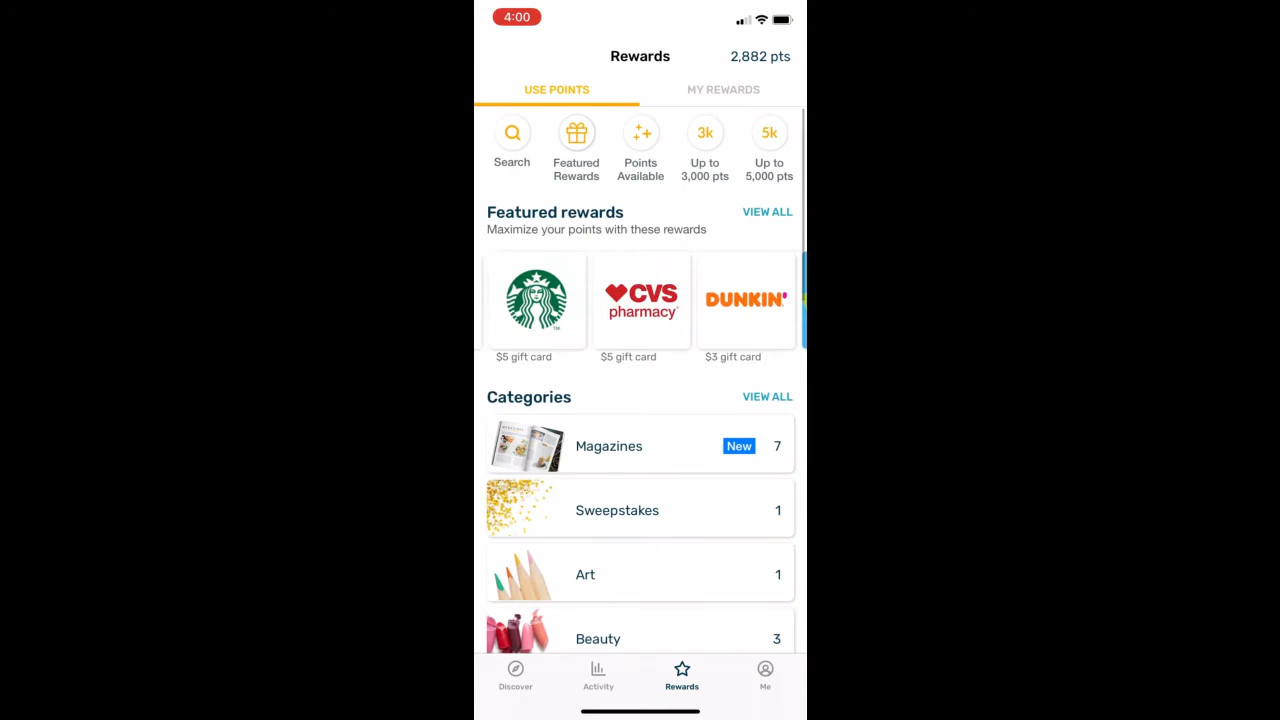 4:00
Rewards
2,882 pts
USE POINTS
MY REWARDS
3k
5k
Search
Featured
Rewards
Points
Available
Up to
3,000 pts
Up to
5,000 pts
Featured rewards
VIEW ALL
Maximize your points with these rewards
CVS
pharmacy
DUNKIN'
TM
$5 gift card
$5 gift card
$3 gift card
Categories
VIEW ALL
Magazines
New
7
Sweepstakes
1
Art
1
Beauty
3
Discover
Activity
Rewards
Me